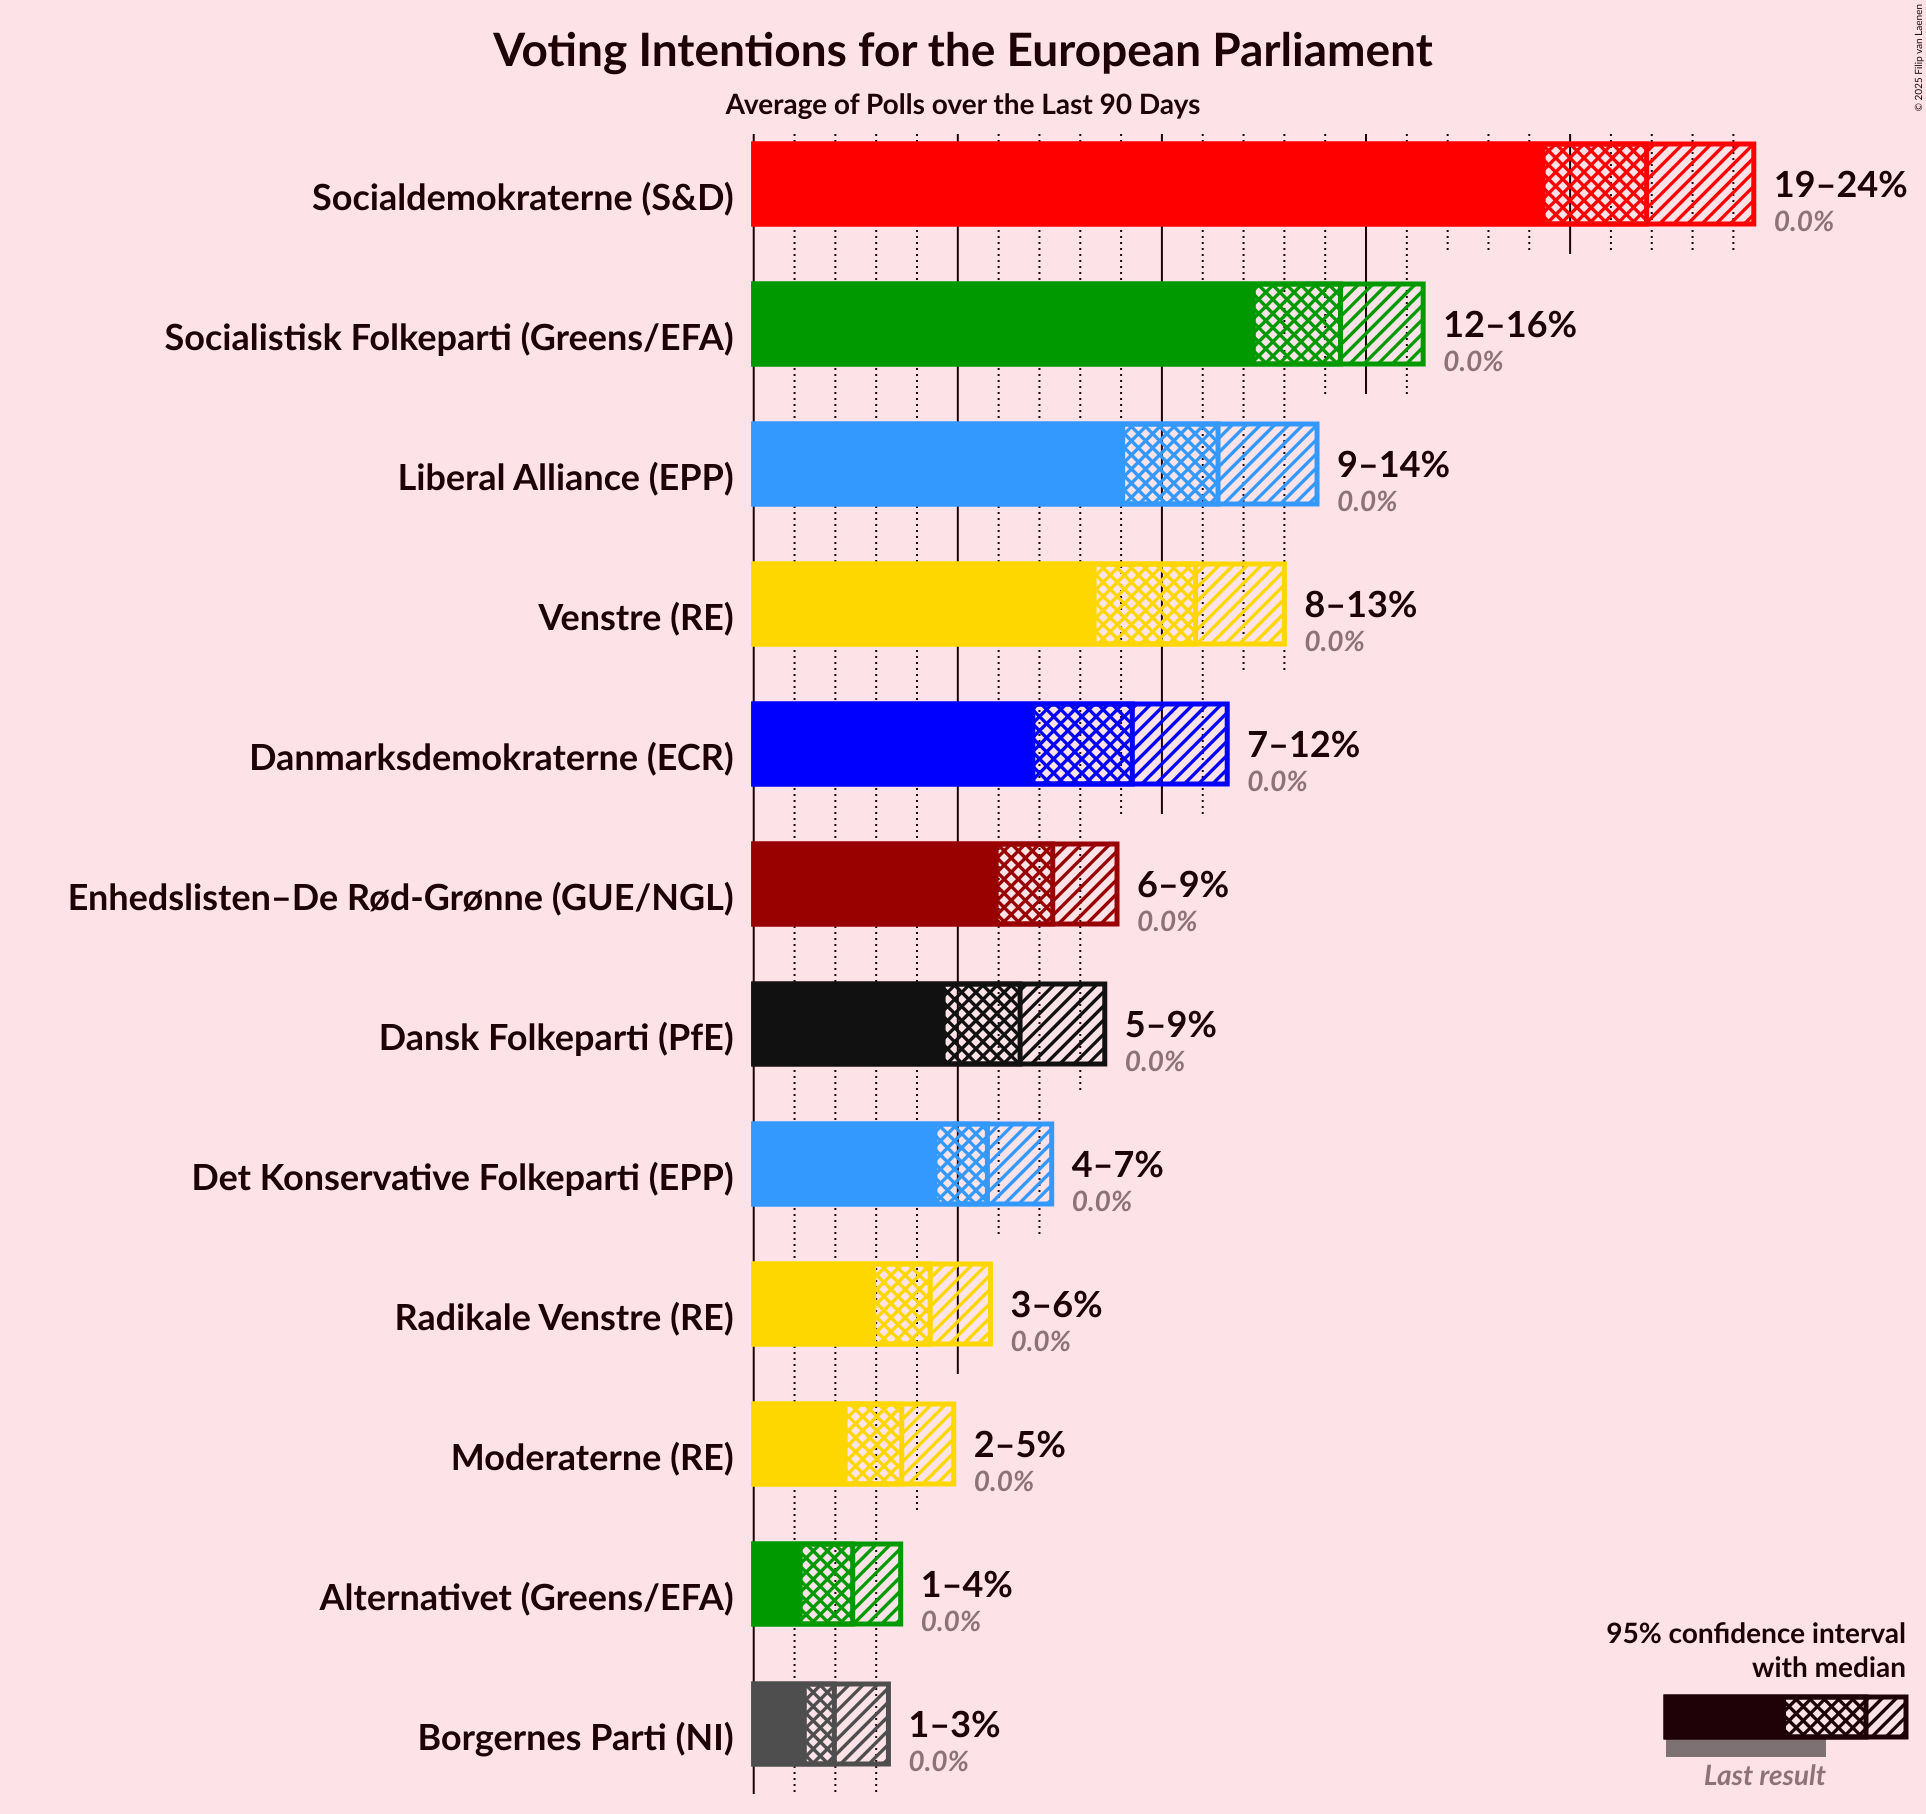 Voting Intentions for the European Parliament
Average of Polls over the Last 90 Days
© 2025 Filip van Laenen
Socialdemokraterne (S&D)
19–24%
0.0%
Socialistisk Folkeparti (Greens/EFA)
12–16%
0.0%
Liberal Alliance (EPP)
9–14%
0.0%
Venstre (RE)
8–13%
0.0%
Danmarksdemokraterne (ECR)
7–12%
0.0%
Enhedslisten–De Rød-Grønne (GUE/NGL)
6–9%
0.0%
Dansk Folkeparti (PfE)
5–9%
0.0%
Det Konservative Folkeparti (EPP)
4–7%
0.0%
Radikale Venstre (RE)
3–6%
0.0%
Moderaterne (RE)
2–5%
0.0%
Alternativet (Greens/EFA)
1–4%
0.0%
Borgernes Parti (NI)
1–3%
0.0%
95% confidence interval
with median
Last result